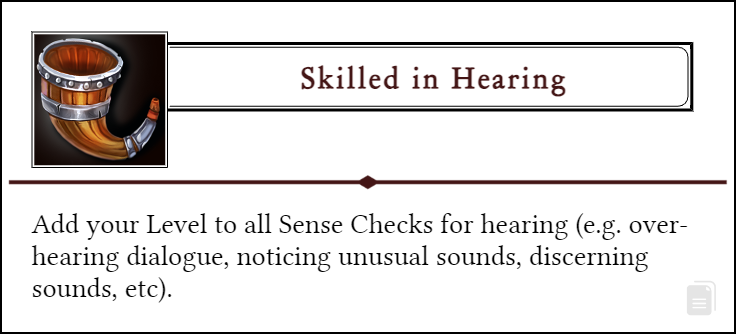 Skilled in Hearing
Add your Level to all Sense Checks for hearing (e.g. over-
hearing dialogue, noticing unusual sounds, discerning
sounds, etc).